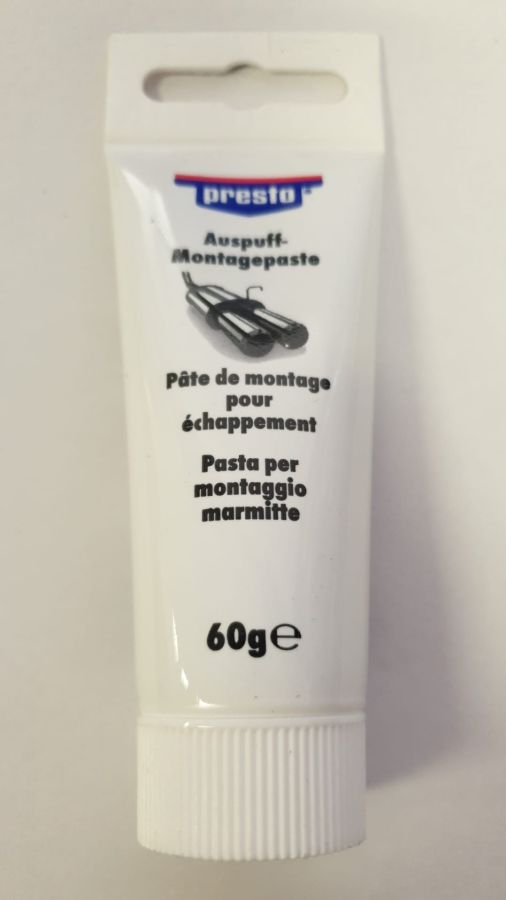 presto
Auspuff-
Montagepaste
Pâte de montage
pour
échappement
Pasta per
montaggio
marmitte
60g℮